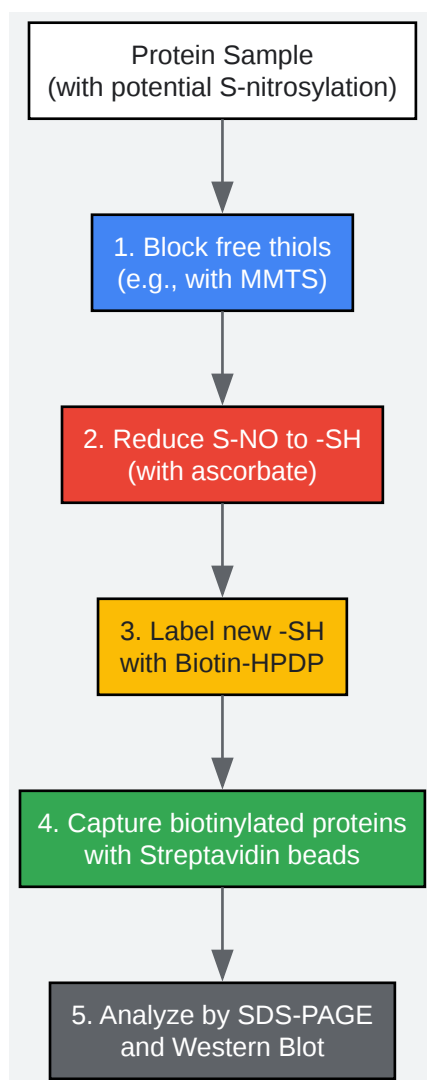 Protein Sample
(with potential S-nitrosylation)
1. Block free thiols
(e.g., with MMTS)
2. Reduce S-NO to -SH
(with ascorbate)
3. Label new -SH
with Biotin-HPDP
4. Capture biotinylated proteins
with Streptavidin beads
5. Analyze by SDS-PAGE
and Western Blot